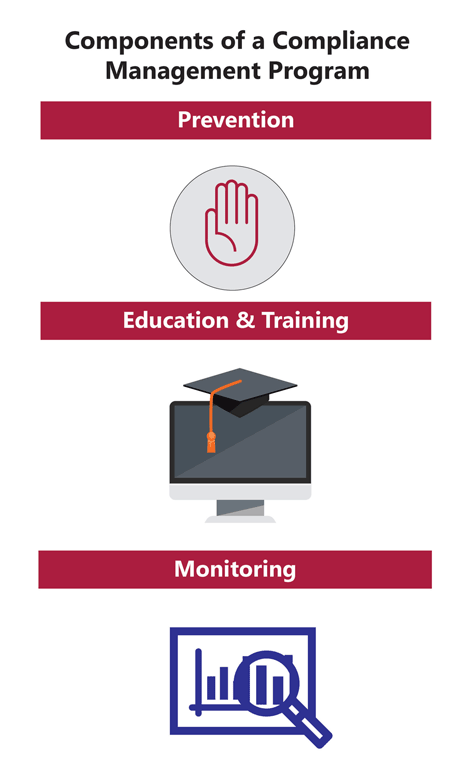 Components of a Compliance
Management Program
Prevention
Education & Training
Monitoring